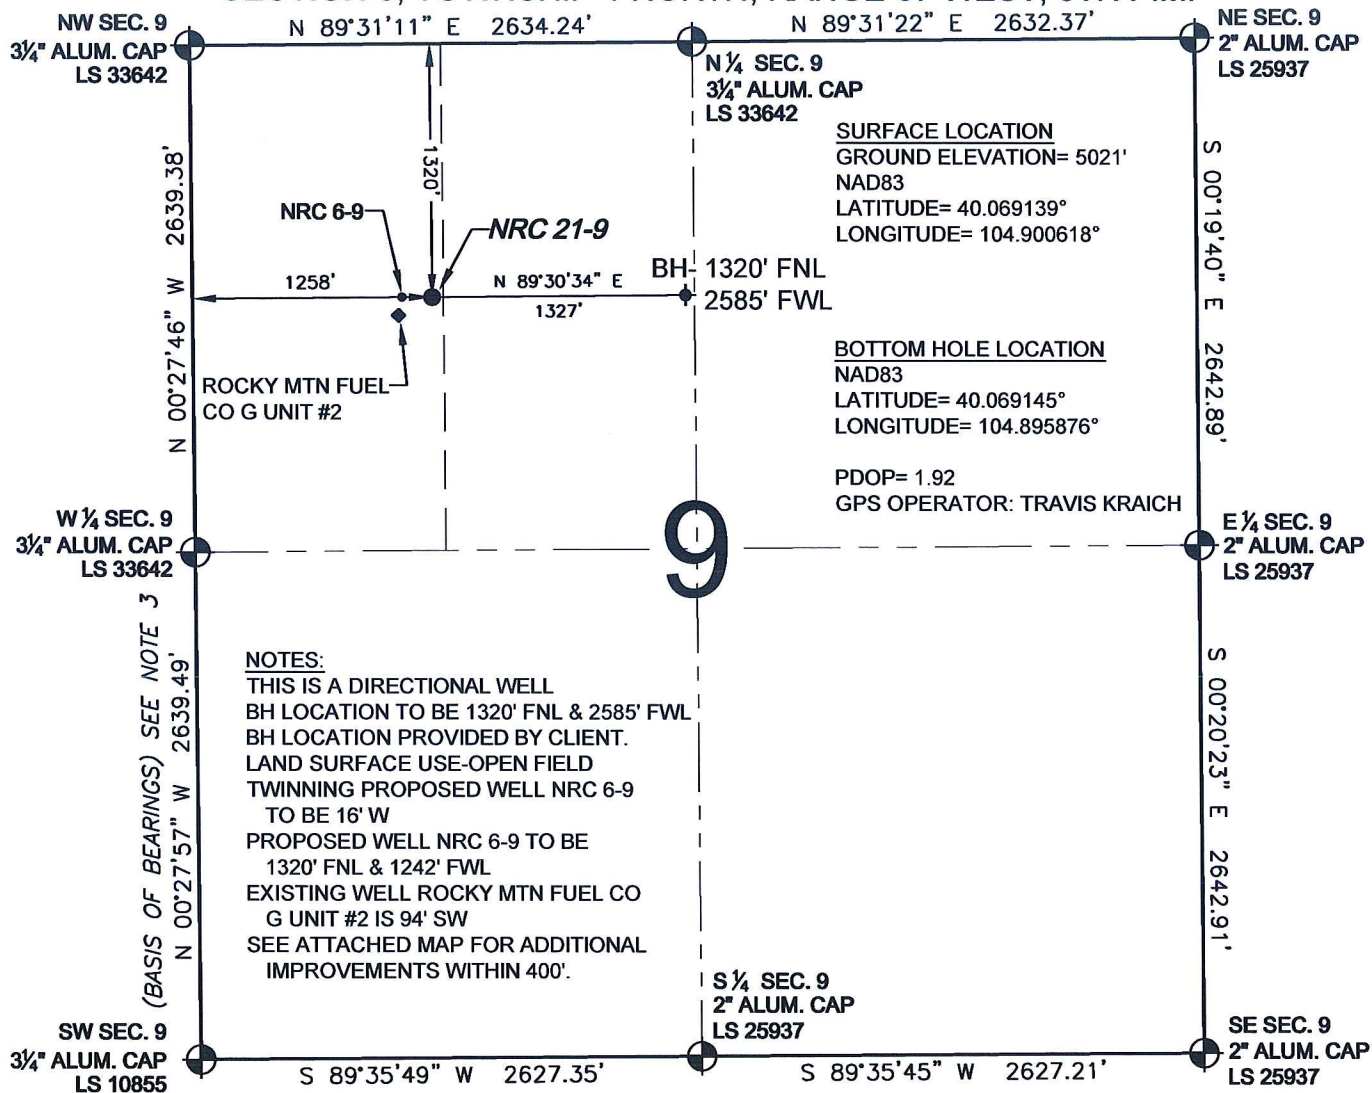 N 89°31'11" E 2634.24'
N 89°31'22" E 2632.37'
NW SEC. 9
3¼" ALUM. CAP
LS 33642
N ¼ SEC. 9
3¼" ALUM. CAP
LS 33642
NE SEC. 9
2" ALUM. CAP
LS 25937
SURFACE LOCATION
GROUND ELEVATION= 5021'
NAD83
LATITUDE= 40.069139°
LONGITUDE= 104.900618°
1320'
NRC 6-9
NRC 21-9
N 00°27'46" W 2639.38'
S 00°19'40" E 2642.89'
1258'
N 89°30'34" E
1327'
BH- 1320' FNL
2585' FWL
ROCKY MTN FUEL
CO G UNIT #2
BOTTOM HOLE LOCATION
NAD83
LATITUDE= 40.069145°
LONGITUDE= 104.895876°
PDOP= 1.92
GPS OPERATOR: TRAVIS KRAICH
W ¼ SEC. 9
3¼" ALUM. CAP
LS 33642
9
E ¼ SEC. 9
2" ALUM. CAP
LS 25937
(BASIS OF BEARINGS) SEE NOTE 3
N 00°27'57" W 2639.49'
NOTES:
THIS IS A DIRECTIONAL WELL
BH LOCATION TO BE 1320' FNL & 2585' FWL
BH LOCATION PROVIDED BY CLIENT.
LAND SURFACE USE-OPEN FIELD
TWINNING PROPOSED WELL NRC 6-9
TO BE 16' W
PROPOSED WELL NRC 6-9 TO BE
1320' FNL & 1242' FWL
EXISTING WELL ROCKY MTN FUEL CO
G UNIT #2 IS 94' SW
SEE ATTACHED MAP FOR ADDITIONAL
IMPROVEMENTS WITHIN 400'.
S 00°20'23" E 2642.91'
SW SEC. 9
3¼" ALUM. CAP
LS 10855
S ¼ SEC. 9
2" ALUM. CAP
LS 25937
SE SEC. 9
2" ALUM. CAP
LS 25937
S 89°35'49" W 2627.35'
S 89°35'45" W 2627.21'